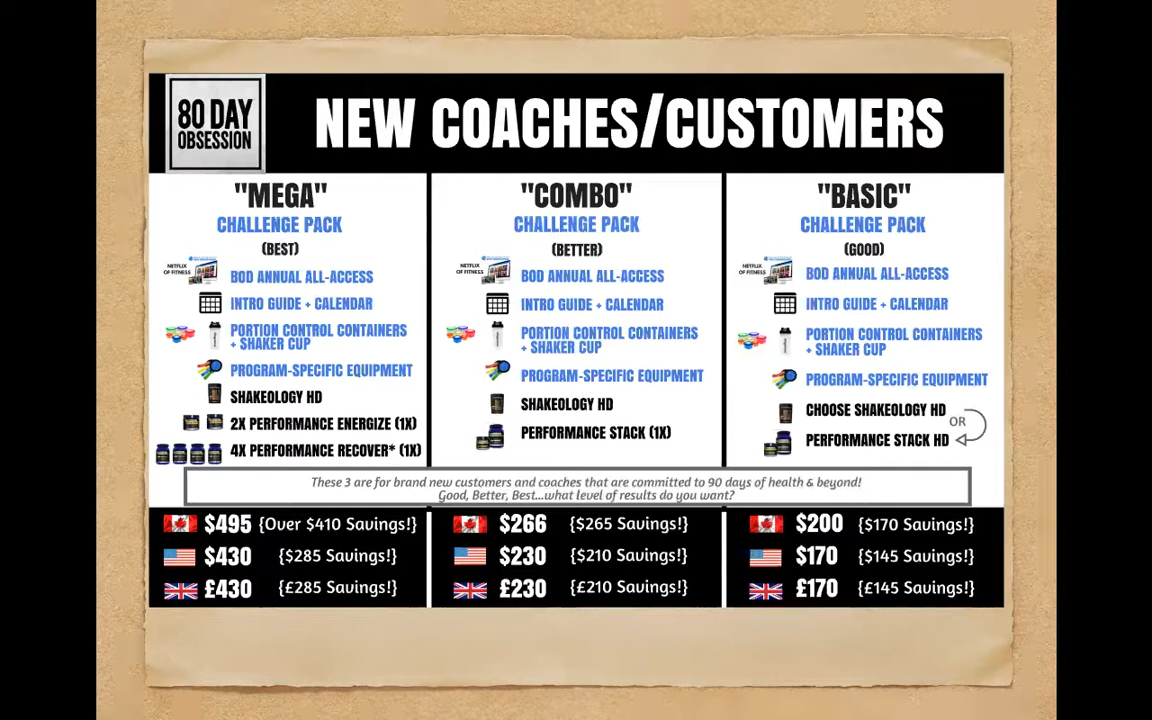 80 DAY
OBSESSION
NEW COACHES/CUSTOMERS
"MEGA"
CHALLENGE PACK
(BEST)
NETFLIX
OF FITNESS
BOD ANNUAL ALL-ACCESS
INTRO GUIDE + CALENDAR
PORTION CONTROL CONTAINERS
+ SHAKER CUP
PROGRAM-SPECIFIC EQUIPMENT
SHAKEOLOGY HD
2X PERFORMANCE ENERGIZE (1X)
4X PERFORMANCE RECOVER* (1X)
"COMBO"
CHALLENGE PACK
(BETTER)
NETFLIX
OF FITNESS
BOD ANNUAL ALL-ACCESS
INTRO GUIDE + CALENDAR
PORTION CONTROL CONTAINERS
+ SHAKER CUP
PROGRAM-SPECIFIC EQUIPMENT
SHAKEOLOGY HD
PERFORMANCE STACK (1X)
"BASIC"
CHALLENGE PACK
(GOOD)
NETFLIX
OF FITNESS
BOD ANNUAL ALL-ACCESS
INTRO GUIDE + CALENDAR
PORTION CONTROL CONTAINERS
+ SHAKER CUP
PROGRAM-SPECIFIC EQUIPMENT
CHOOSE SHAKEOLOGY HD
OR
PERFORMANCE STACK HD
These 3 are for brand new customers and coaches that are committed to 90 days of health & beyond!
Good, Better, Best...what level of results do you want?
$495 {Over $410 Savings!}
$430 {$285 Savings!}
£430 {£285 Savings!}
$266 {$265 Savings!}
$230 {$210 Savings!}
£230 {£210 Savings!}
$200 {$170 Savings!}
$170 {$145 Savings!}
£170 {£145 Savings!}